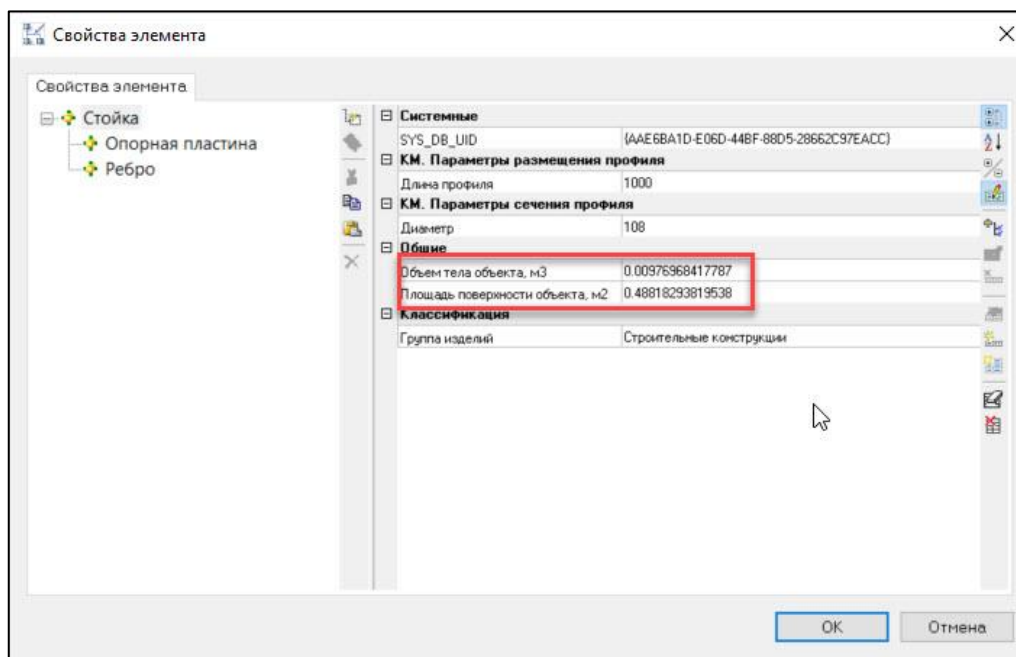 Свойства элемента
Свойства элемента
Стойка
Опорная пластина
Ребро
Системные
SYS_DB_UID {AAE6BA1D-E06D-44BF-88D5-28662C97EACC}
КМ. Параметры размещения профиля
Длина профиля 1000
КМ. Параметры сечения профиля
Диаметр 108
Общие
Объем тела объекта, м3 0.00976968417787
Площадь поверхности объекта, м2 0.48818293819538
Классификация
Группа изделий Строительные конструкции
OK Отмена